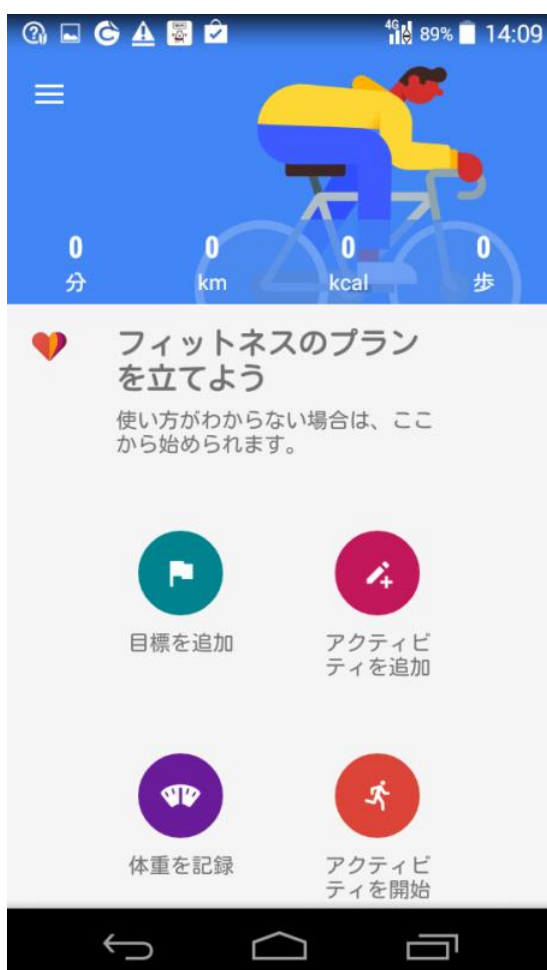 4G 89% 14:09
0 0 0 0
分 km kcal 歩
フィットネスのプラン
を立てよう
使い方がわからない場合は、ここ
から始められます。
目標を追加
アクティビ
ティを追加
体重を記録
アクティビ
ティを開始